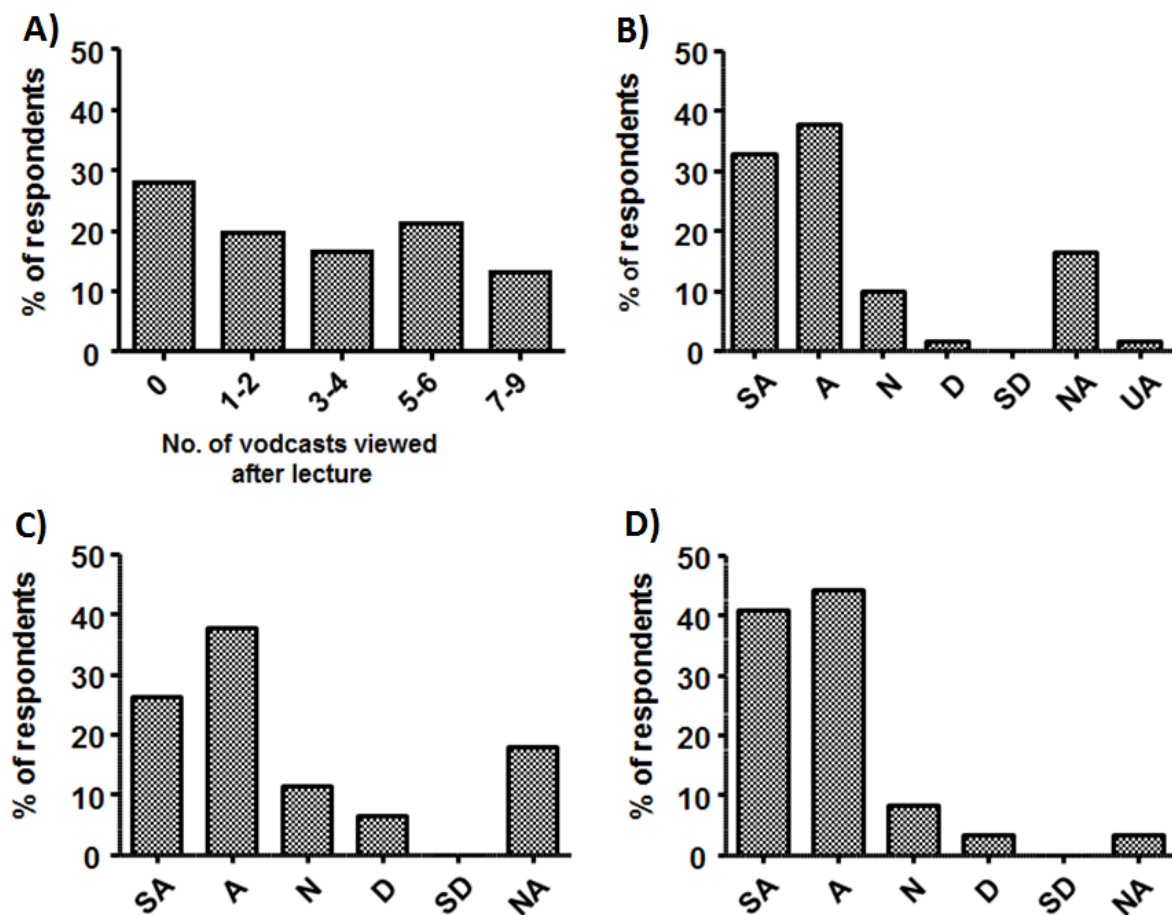 A)
% of respondents
50
40
30
20
10
0
0 1-2 3-4 5-6 7-9
No. of vodcasts viewed
after lecture
B)
% of respondents
50
40
30
20
10
0
SA A N D SD NA UA
C)
% of respondents
50
40
30
20
10
0
SA A N D SD NA
D)
% of respondents
50
40
30
20
10
0
SA A N D SD NA